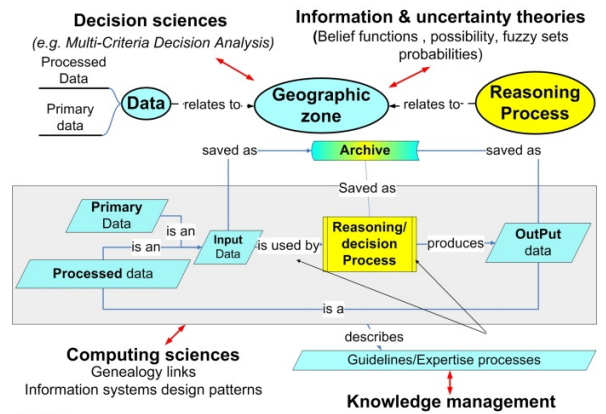 Decision sciences
(e.g. Multi-Criteria Decision Analysis)
Information & uncertainty theories
(Belief functions , possibility, fuzzy sets
probabilities)
Processed
Data
Primary
data
Data
relates to
Geographic
zone
relates to
Reasoning
Process
saved as
Archive
saved as
Saved as
Primary
Data
is an
is an
Processed data
Input
Data
is used by
Reasoning/
decision
Process
produces
OutPut
data
is a
describes
Guidelines/Expertise processes
Computing sciences
Genealogy links
Information systems design patterns
Knowledge management